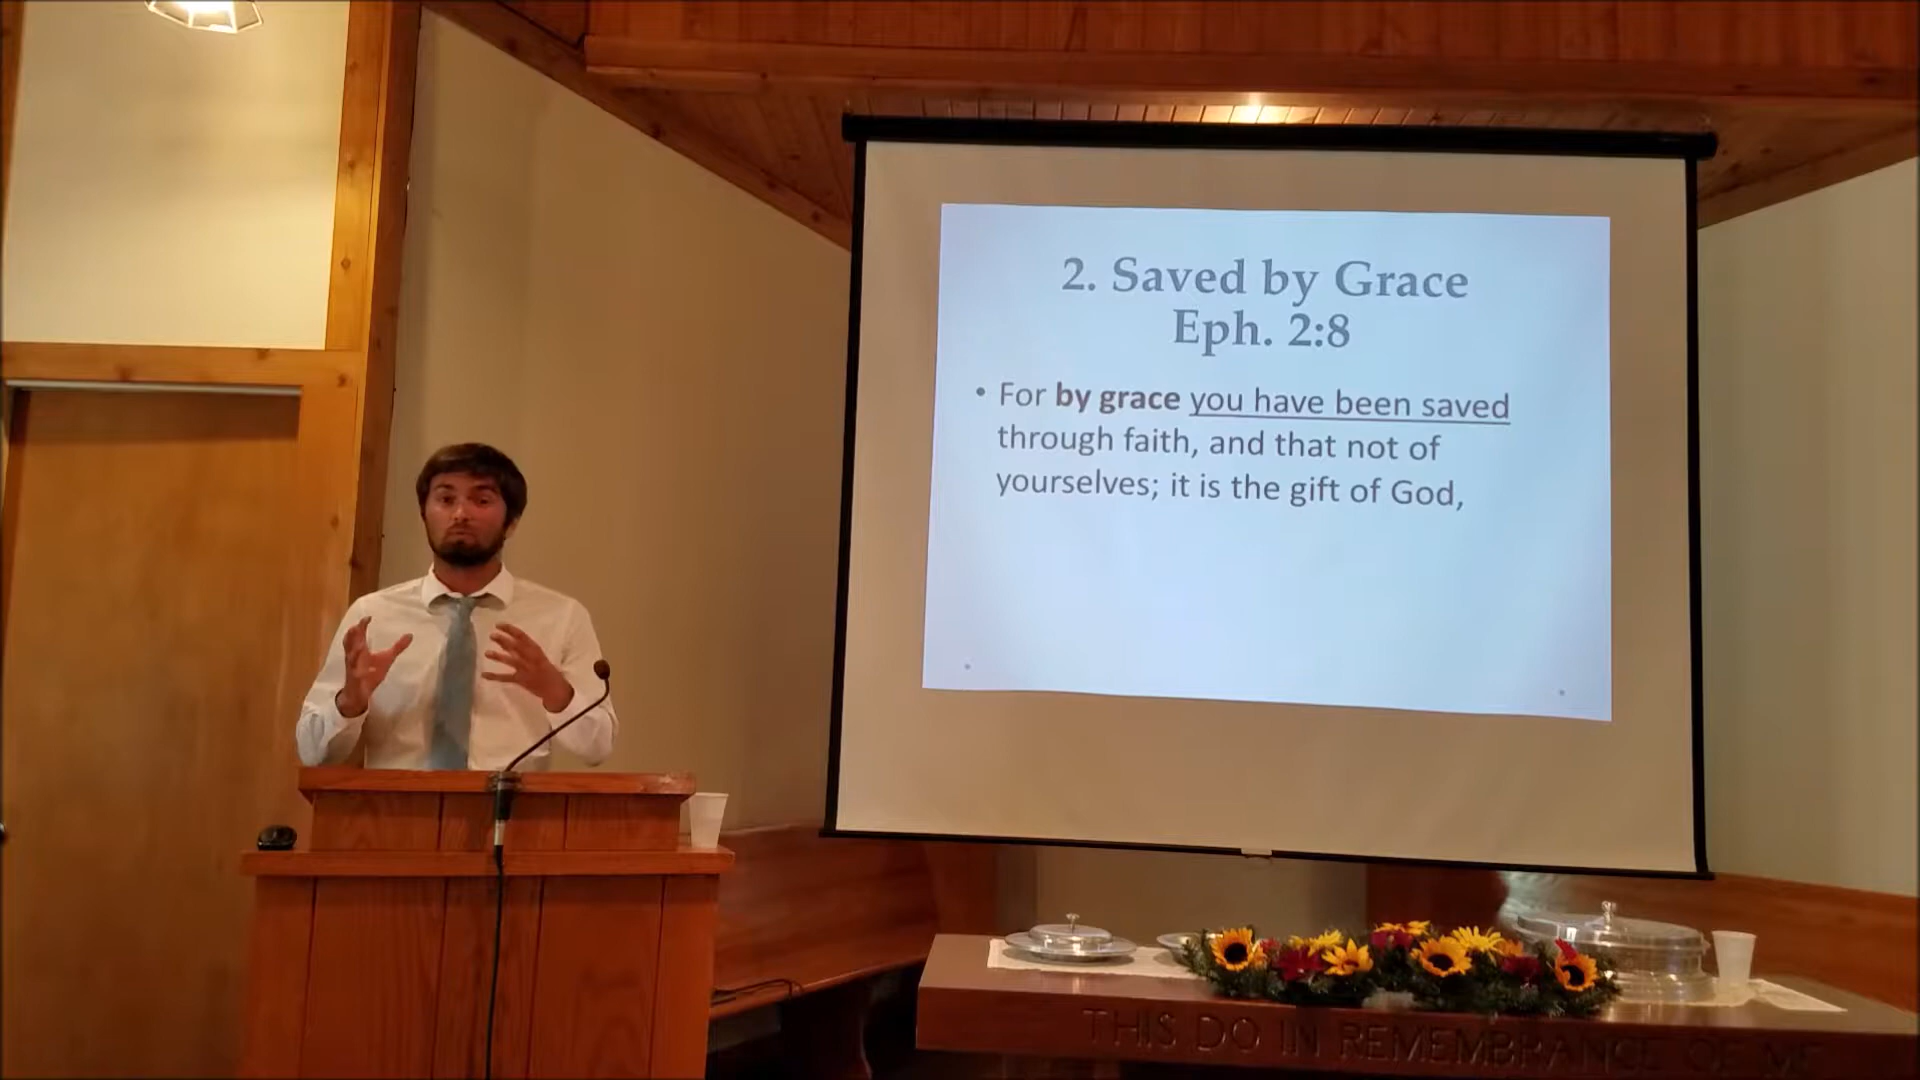 2. Saved by Grace
Eph. 2:8
• For by grace you have been saved
through faith, and that not of
yourselves; it is the gift of God,
THIS DO IN REMEMBRANCE OF ME